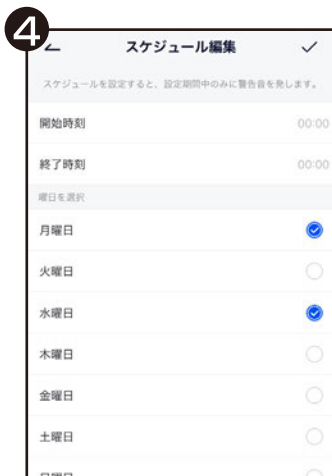 4
スケジュール編集
スケジュールを設定すると、設定期間中のみに警告音を発します。
開始時刻 00:00
終了時刻 00:00
曜日を選択
月曜日
火曜日
水曜日
木曜日
金曜日
土曜日